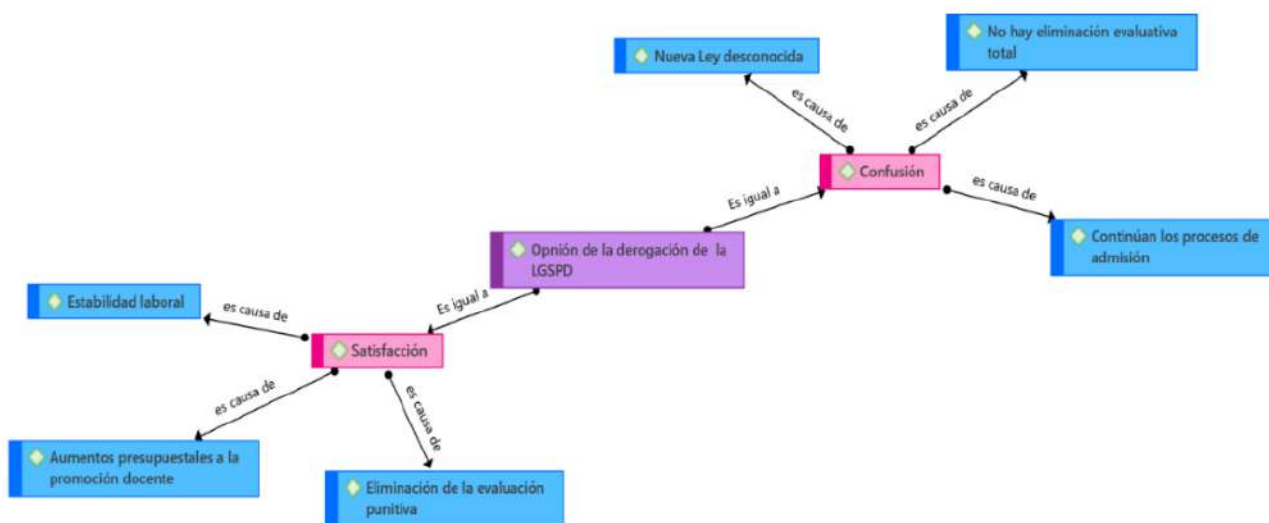 No hay eliminación evaluativa
total
Nueva Ley desconocida
es causa de
es causa de
Confusión
es causa de
Es igual a
Continúan los procesos de
admisión
Opnión de la derogación de la
LGSPD
Estabilidad laboral
es causa de
Es igual a
Satisfacción
es causa de
es causa de
Aumentos presupuestales a la
promoción docente
Eliminación de la evaluación
punitiva